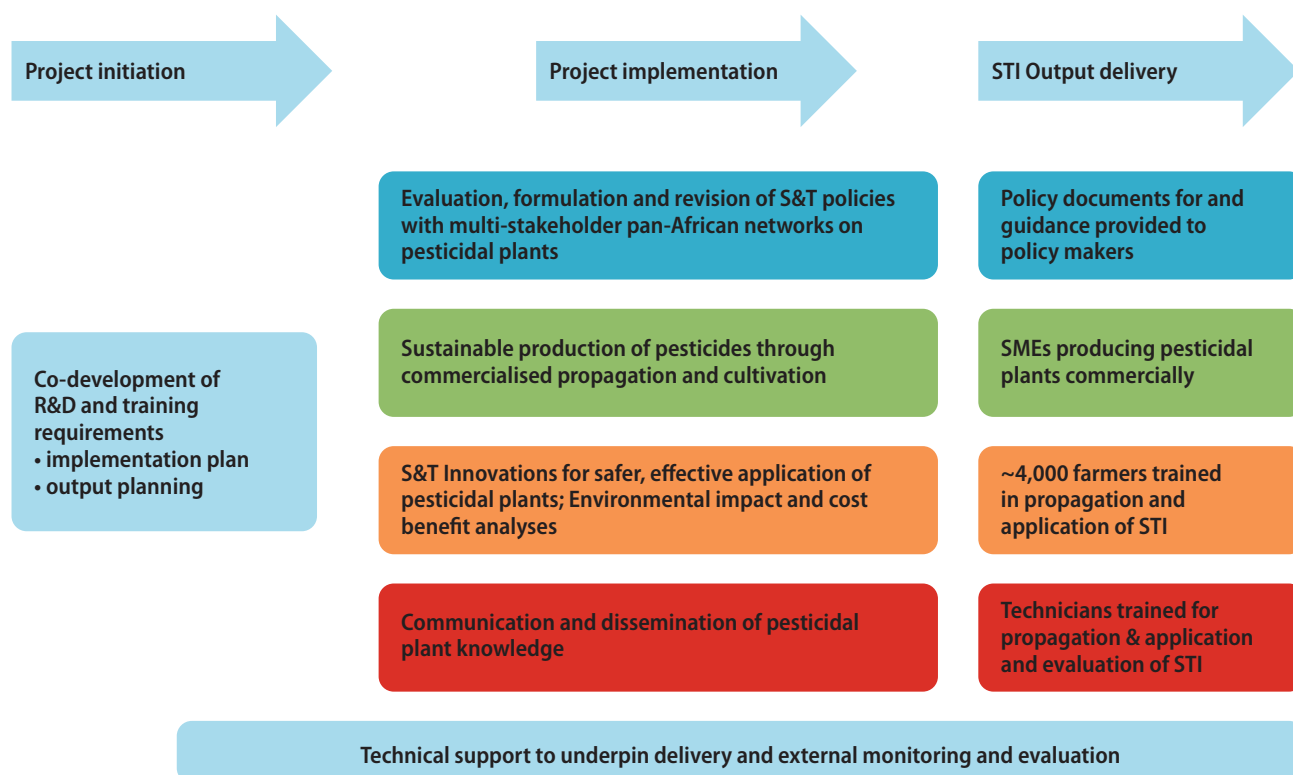 Project initiation
Project implementation
STI Output delivery
Co-development of
R&D and training
requirements
• implementation plan
• output planning
Evaluation, formulation and revision of S&T policies
with multi-stakeholder pan-African networks on
pesticidal plants
Policy documents for and
guidance provided to
policy makers
Sustainable production of pesticides through
commercialised propagation and cultivation
SMEs producing pesticidal
plants commercially
S&T Innovations for safer, effective application of
pesticidal plants; Environmental impact and cost
benefit analyses
~4,000 farmers trained
in propagation and
application of STI
Communication and dissemination of pesticidal
plant knowledge
Technicians trained for
propagation & application
and evaluation of STI
Technical support to underpin delivery and external monitoring and evaluation